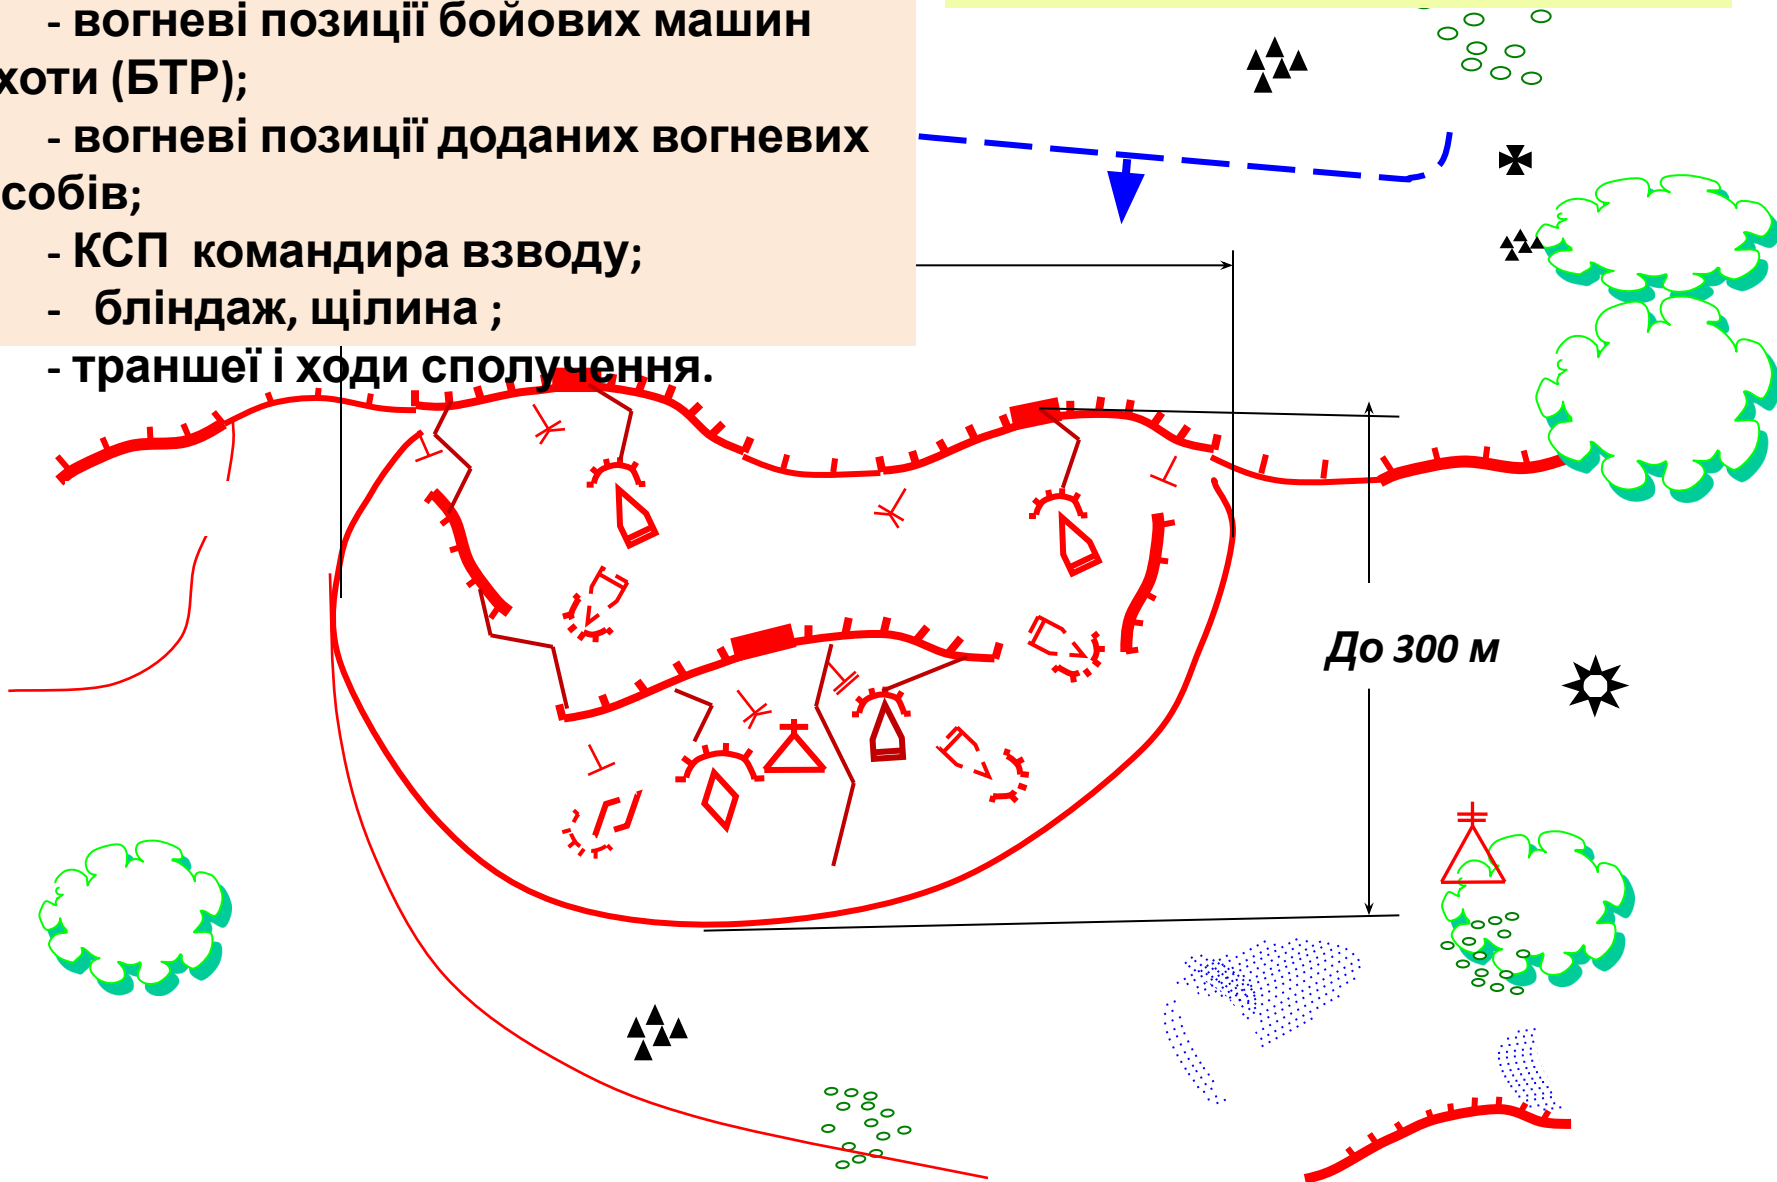 - вогневі позиції бойових машин
хоти (БТР);
- вогневі позиції доданих вогневих
собів;
- КСП командира взводу;
- бліндаж, щілина ;
- траншеї і ходи сполучення.
До 300 м